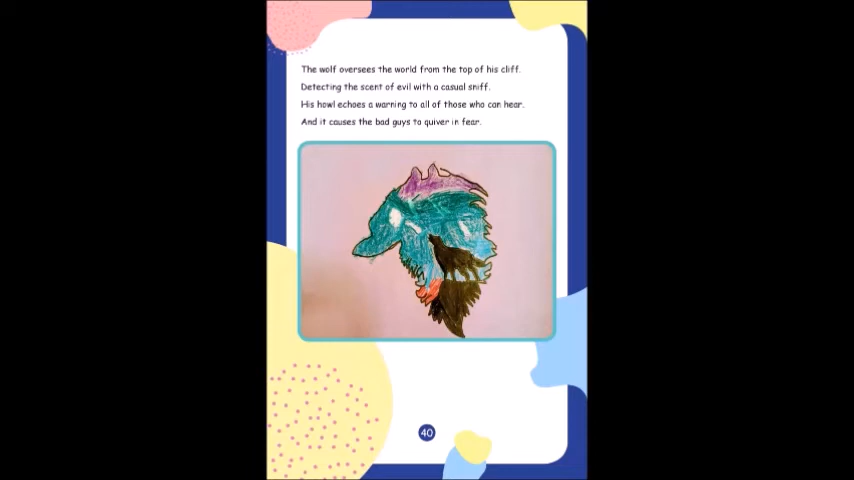 The wolf oversees the world from the top of his cliff.
Detecting the scent of evil with a casual sniff.
His howl echoes a warning to all of those who can hear.
And it causes the bad guys to quiver in fear.
40